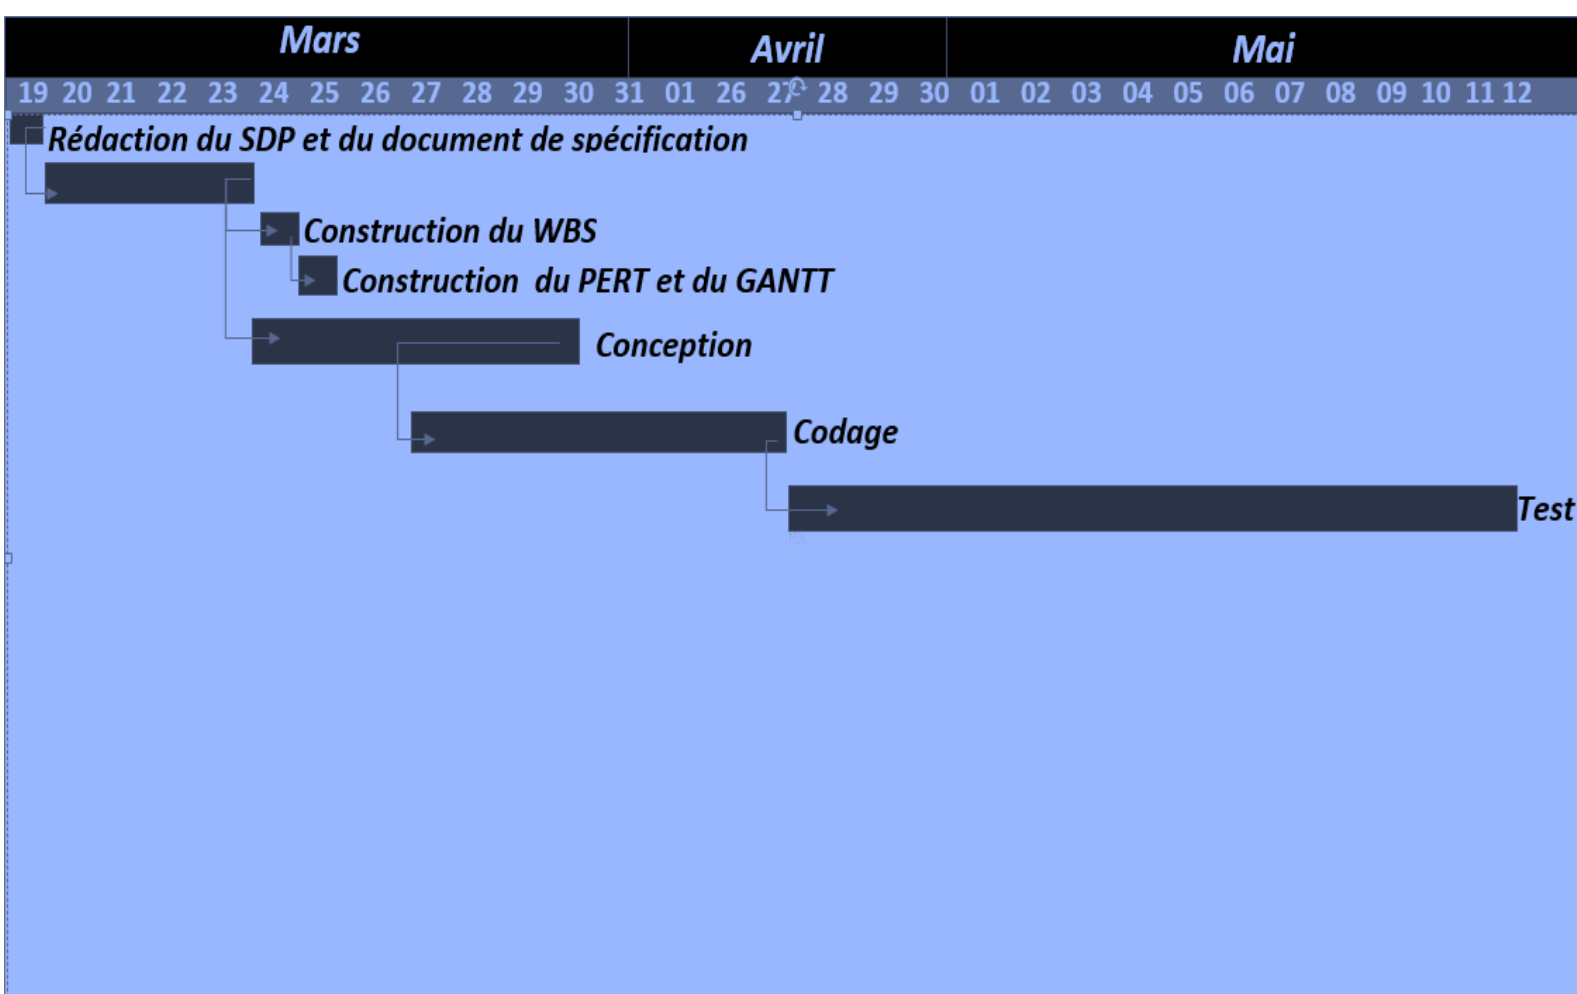 Mars
Avril
Mai
19 20 21 22 23 24 25 26 27 28 29 30 31 01 26 27 28 29 30 01 02 03 04 05 06 07 08 09 10 11 12
Rédaction du SDP et du document de spécification
Construction du WBS
Construction du PERT et du GANTT
Conception
Codage
Test